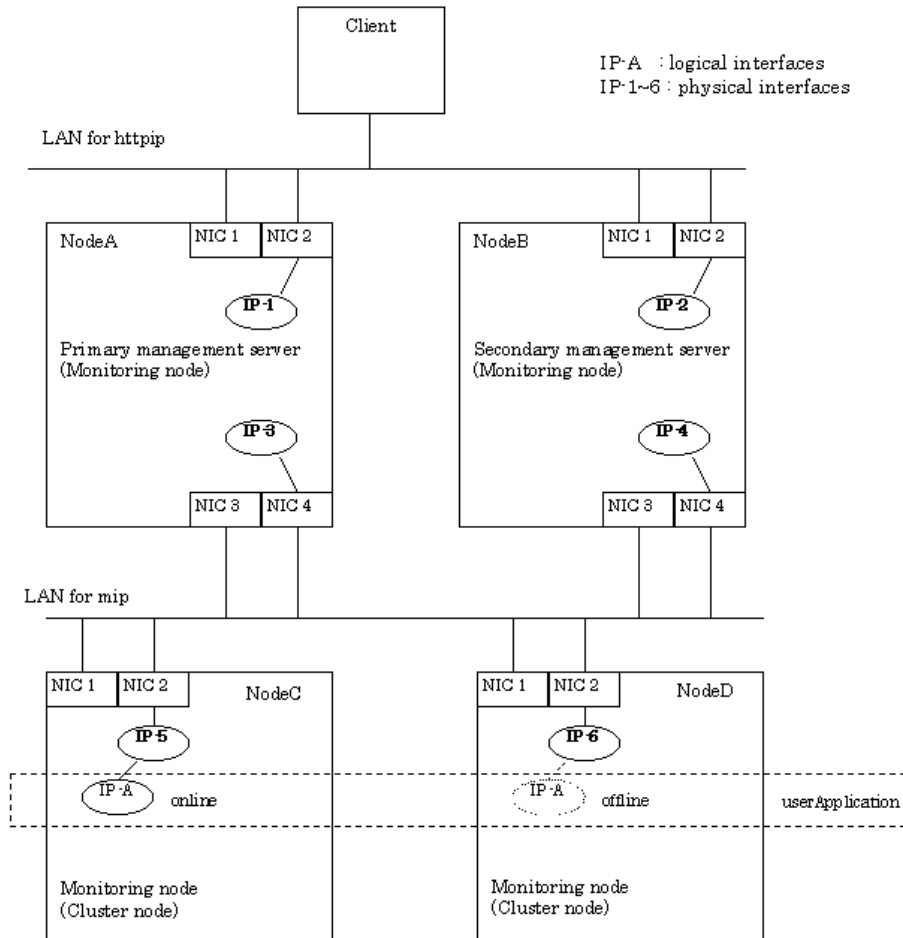 Client
IP-A : logical interfaces
IP-1~6 : physical interfaces
LAN for httpip
NodeA
NIC 1
NIC 2
NodeB
NIC 1
NIC 2
IP-1
IP-2
Primary management server
(Monitoring node)
Secondary management server
(Monitoring node)
IP-3
IP-4
NIC 3
NIC 4
NIC 3
NIC 4
LAN for mip
NIC 1
NIC 2
NodeC
NIC 1
NIC 2
NodeD
IP-5
IP-6
IP-A
online
IP-A
offline
userApplication
Monitoring node
(Cluster node)
Monitoring node
(Cluster node)